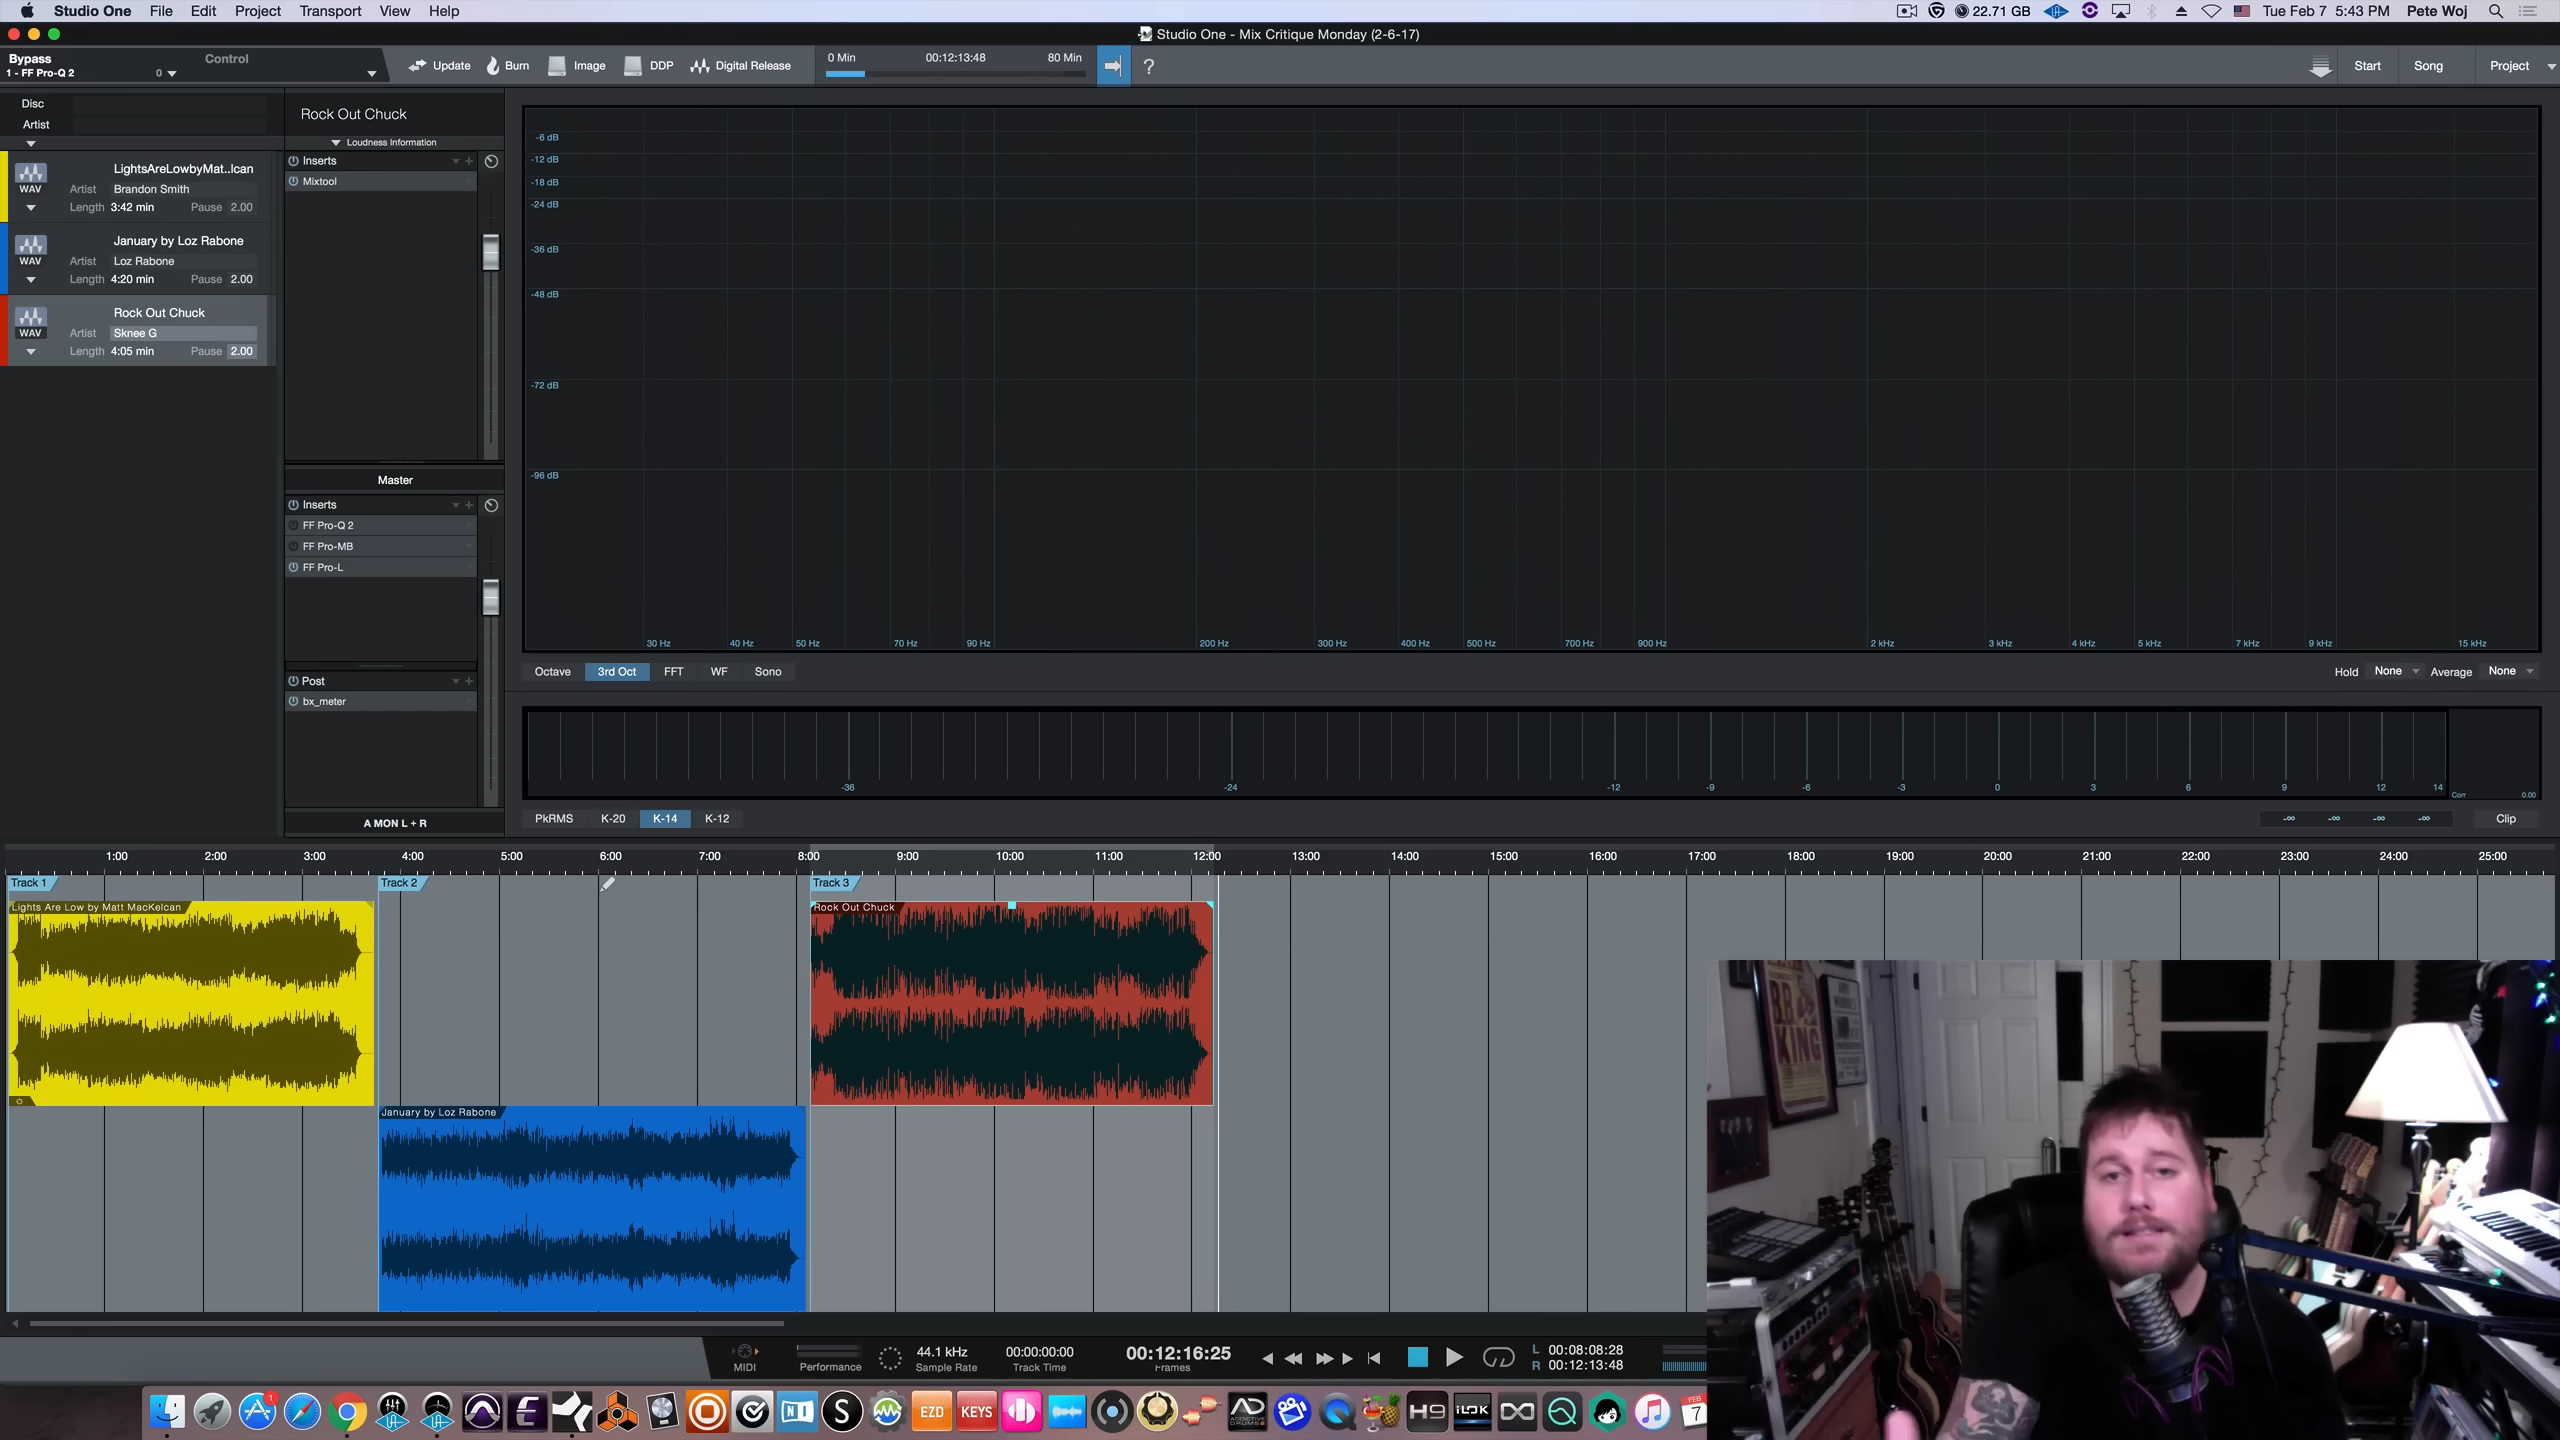 Studio One File Edit Project Transport View Help
22.71 GB Tue Feb 7 5:43 PM Pete Woj
Studio One - Mix Critique Monday (2-6-17)
Bypass
1 - FF Pro-Q 2 0
Control
Update Burn Image DDP Digital Release
0 Min 00:12:13:48 80 Min
?
Start Song Project
Disc
Artist
LightsAreLowbyMat..lcan
WAV Artist Brandon Smith
Length 3:42 min Pause 2.00
January by Loz Rabone
WAV Artist Loz Rabone
Length 4:20 min Pause 2.00
Rock Out Chuck
WAV Artist Sknee G
Length 4:05 min Pause 2.00
Rock Out Chuck
Loudness Information
Inserts
Mixtool
Master
Inserts
FF Pro-Q 2
FF Pro-MB
FF Pro-L
Post
bx_meter
A MON L + R
-6 dB
-12 dB
-18 dB
-24 dB
-36 dB
-48 dB
-72 dB
-96 dB
30 Hz 40 Hz 50 Hz 70 Hz 90 Hz 200 Hz 300 Hz 400 Hz 500 Hz 700 Hz 900 Hz 2 kHz 3 kHz 4 kHz 5 kHz 7 kHz 9 kHz 15 kHz
Octave 3rd Oct FFT WF Sono
Hold None Average None
-36 -24 -12 -9 -6 -3 0 3 6 9 12 14
Corr 0.00
PkRMS K-20 K-14 K-12
-∞ -∞ -∞ -∞ Clip
1:00 2:00 3:00 4:00 5:00 6:00 7:00 8:00 9:00 10:00 11:00 12:00 13:00 14:00 15:00 16:00 17:00 18:00 19:00 20:00 21:00 22:00 23:00 24:00 25:00
Track 1 Track 2 Track 3
Lights Are Low by Matt MacKelcan
Rock Out Chuck
January by Loz Rabone
B.B.
KING
MIDI
Performance
44.1 kHz
Sample Rate
00:00:00:00
Track Time
00:12:16:25
Frames
L 00:08:08:28
R 00:12:13:48
1
E
S
EZD
KEYS
AD
H9
iLOK
FEB
7